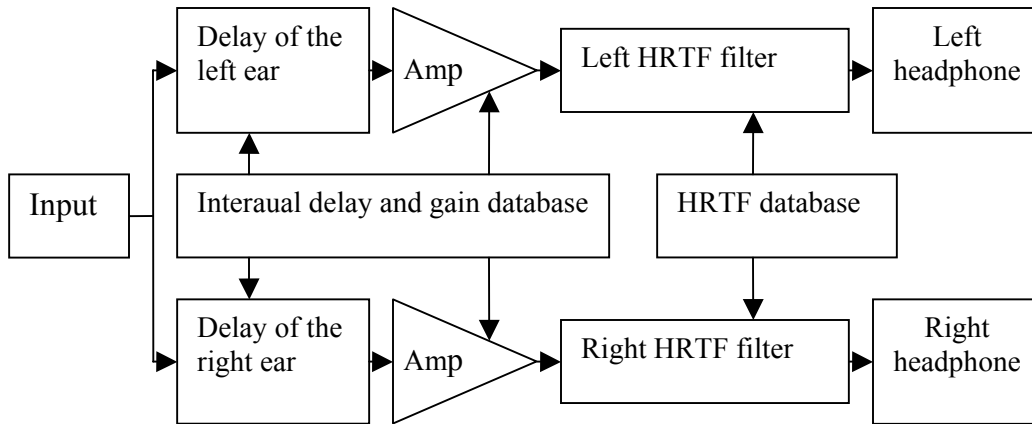 Delay of the
left ear
Amp
Left HRTF filter
Left
headphone
Input
Interaual delay and gain database
HRTF database
Delay of the
right ear
Amp
Right HRTF filter
Right
headphone